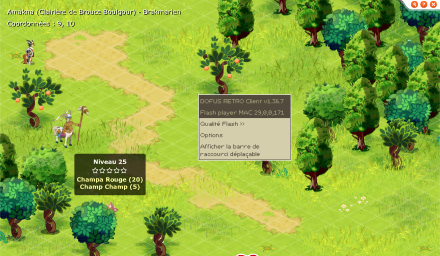 Amakna (Clairière de Brouce Boulgour) - Brakmarien
Coordonnées : 9, 10
DOFUS RETRO Client v1.36.7
Flash player MAC 29,0,0,171
Qualité Flash >>
Options
Afficher la barre de
raccourci déplaçable
Niveau 25
Champa Rouge (20)
Champ Champ (5)